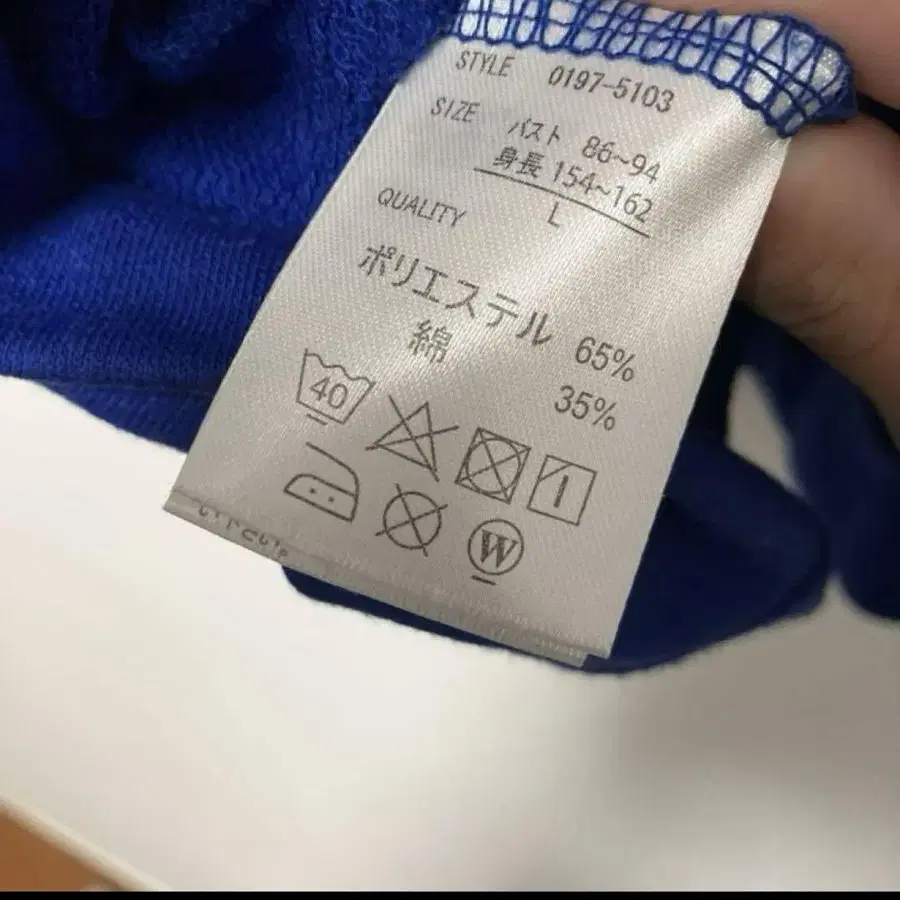 STYLE 0197-5103
SIZE バスト 86~94
身長 154~162
L
QUALITY
ポリエステル 65%
綿 35%
40
W